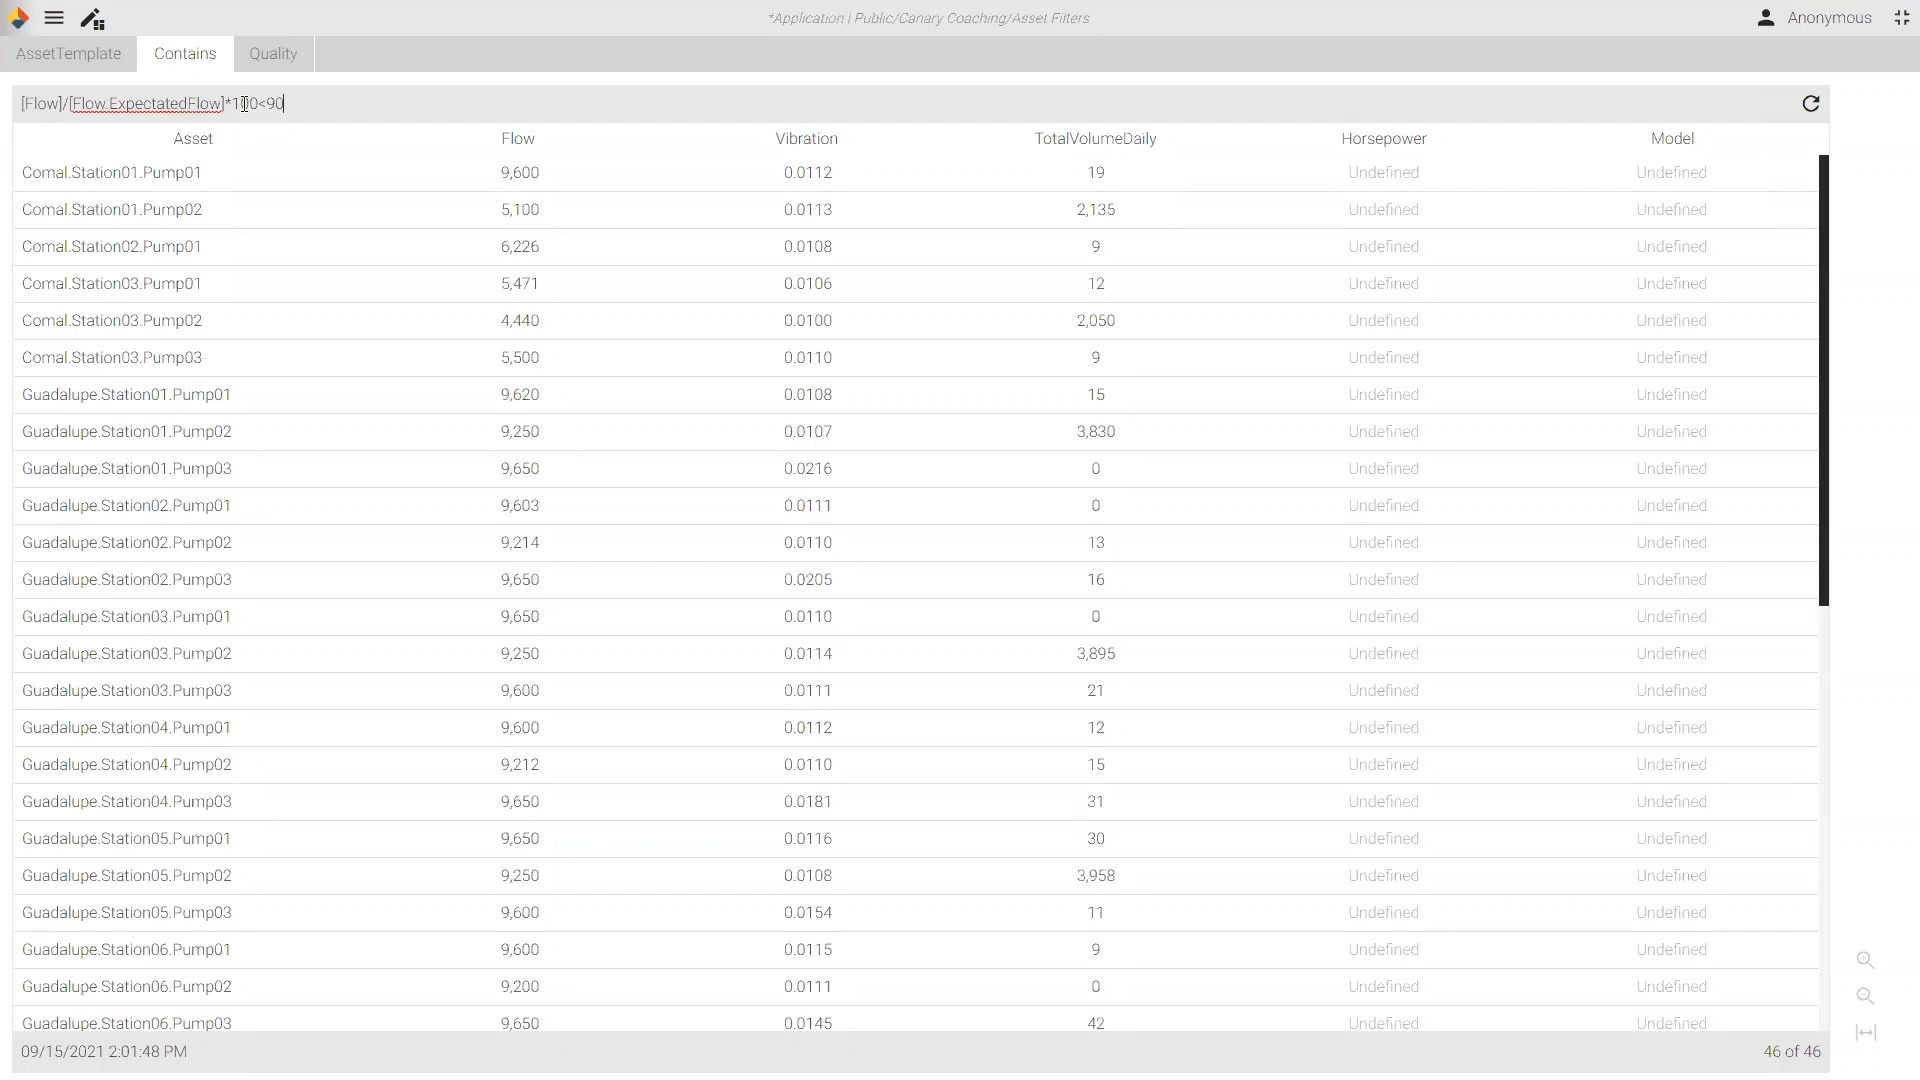 *Application | Public/Canary Coaching/Asset Filters
Anonymous
AssetTemplate Contains Quality
[Flow]/[Flow.ExpectatedFlow]*100<90
Asset Flow Vibration TotalVolumeDaily Horsepower Model
Comal.Station01.Pump01 9,600 0.0112 19 Undefined Undefined
Comal.Station01.Pump02 5,100 0.0113 2,135 Undefined Undefined
Comal.Station02.Pump01 6,226 0.0108 9 Undefined Undefined
Comal.Station03.Pump01 5,471 0.0106 12 Undefined Undefined
Comal.Station03.Pump02 4,440 0.0100 2,050 Undefined Undefined
Comal.Station03.Pump03 5,500 0.0110 9 Undefined Undefined
Guadalupe.Station01.Pump01 9,620 0.0108 15 Undefined Undefined
Guadalupe.Station01.Pump02 9,250 0.0107 3,830 Undefined Undefined
Guadalupe.Station01.Pump03 9,650 0.0216 0 Undefined Undefined
Guadalupe.Station02.Pump01 9,603 0.0111 0 Undefined Undefined
Guadalupe.Station02.Pump02 9,214 0.0110 13 Undefined Undefined
Guadalupe.Station02.Pump03 9,650 0.0205 16 Undefined Undefined
Guadalupe.Station03.Pump01 9,650 0.0110 0 Undefined Undefined
Guadalupe.Station03.Pump02 9,250 0.0114 3,895 Undefined Undefined
Guadalupe.Station03.Pump03 9,600 0.0111 21 Undefined Undefined
Guadalupe.Station04.Pump01 9,600 0.0112 12 Undefined Undefined
Guadalupe.Station04.Pump02 9,212 0.0110 15 Undefined Undefined
Guadalupe.Station04.Pump03 9,650 0.0181 31 Undefined Undefined
Guadalupe.Station05.Pump01 9,650 0.0116 30 Undefined Undefined
Guadalupe.Station05.Pump02 9,250 0.0108 3,958 Undefined Undefined
Guadalupe.Station05.Pump03 9,600 0.0154 11 Undefined Undefined
Guadalupe.Station06.Pump01 9,600 0.0115 9 Undefined Undefined
Guadalupe.Station06.Pump02 9,200 0.0111 0 Undefined Undefined
Guadalupe.Station06.Pump03 9,650 0.0145 42 Undefined Undefined
09/15/2021 2:01:48 PM 46 of 46